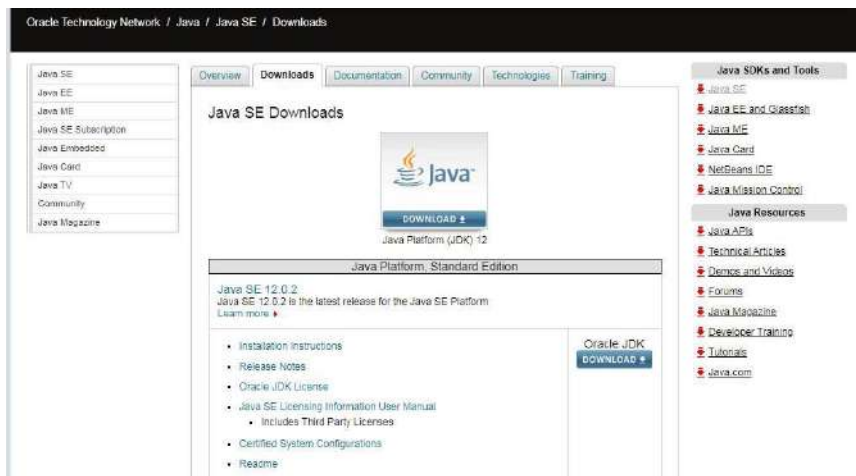 Oracle Technology Network / Java / Java SE / Downloads
Java SE
Java EE
Java ME
Java SE Subscription
Java Embedded
Java Card
Java TV
Community
Java Magazine
Overview
Downloads
Documentation
Community
Technologies
Training
Java SE Downloads
Java
DOWNLOAD
Java Platform (JDK) 12
Java Platform, Standard Edition
Java SE 12.0.2
Java SE 12.0.2 is the latest release for the Java SE Platform
Learn more
Installation Instructions
Release Notes
Oracle JDK License
Java SE Licensing Information User Manual
Includes Third Party Licenses
Certified System Configurations
Readme
Oracle JDK
DOWNLOAD
Java SDKs and Tools
Java SE
Java EE and Glassfish
Java ME
Java Card
NetBeans IDE
Java Mission Control
Java Resources
Java APIs
Technical Articles
Demos and Videos
Forums
Java Magazine
Developer Training
Tutorials
Java.com